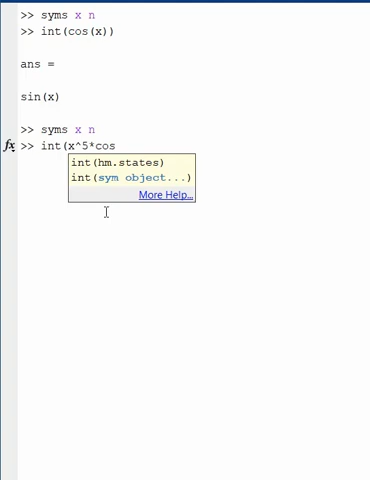 >> syms x n
>> int(cos(x))
ans =
sin(x)
>> syms x n
fx >> int(x^5*cos
int(hm.states)
int(sym object...)
More Help...